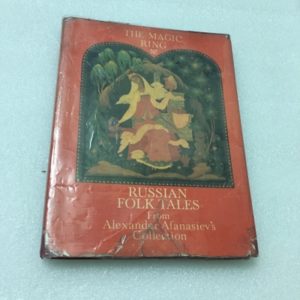 THE MAGIC
RING
RUSSIAN
FOLK TALES
From
Alexander Afanasiev's
Collection